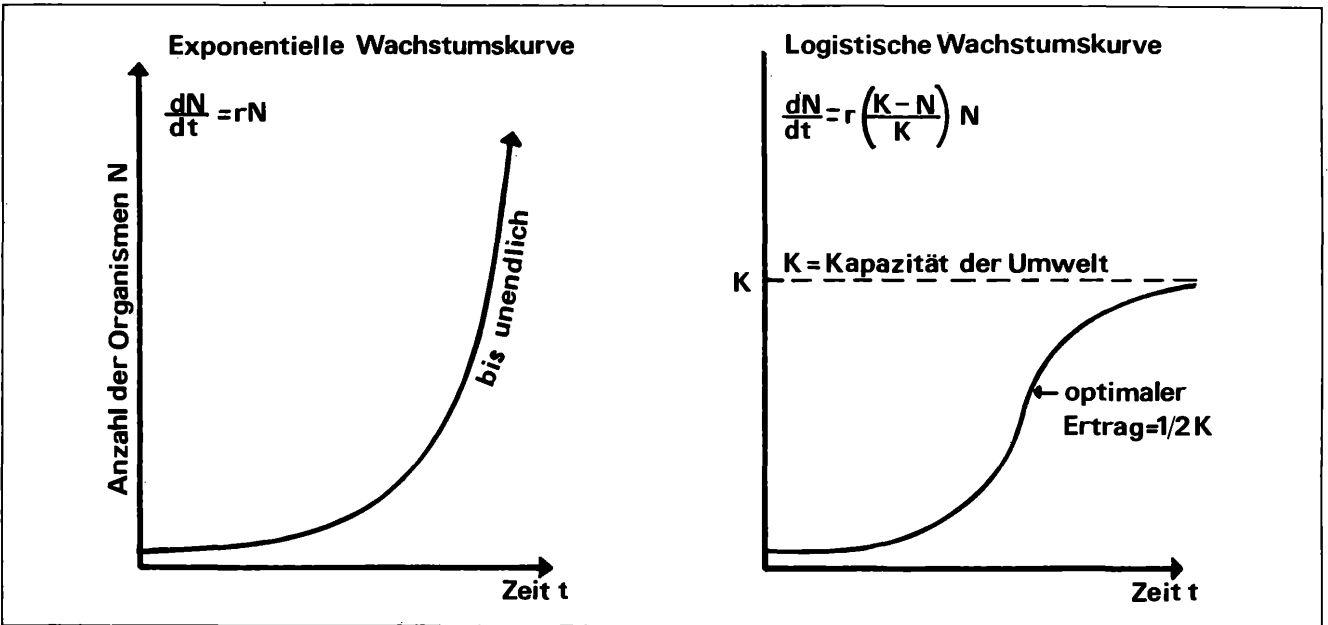 Exponentielle Wachstumskurve
dN/dt = rN
Anzahl der Organismen N
bis unendlich
Zeit t
Logistische Wachstumskurve
dN/dt = r((K-N)/K) N
K = Kapazität der Umwelt
K
optimaler
Ertrag=1/2K
Zeit t